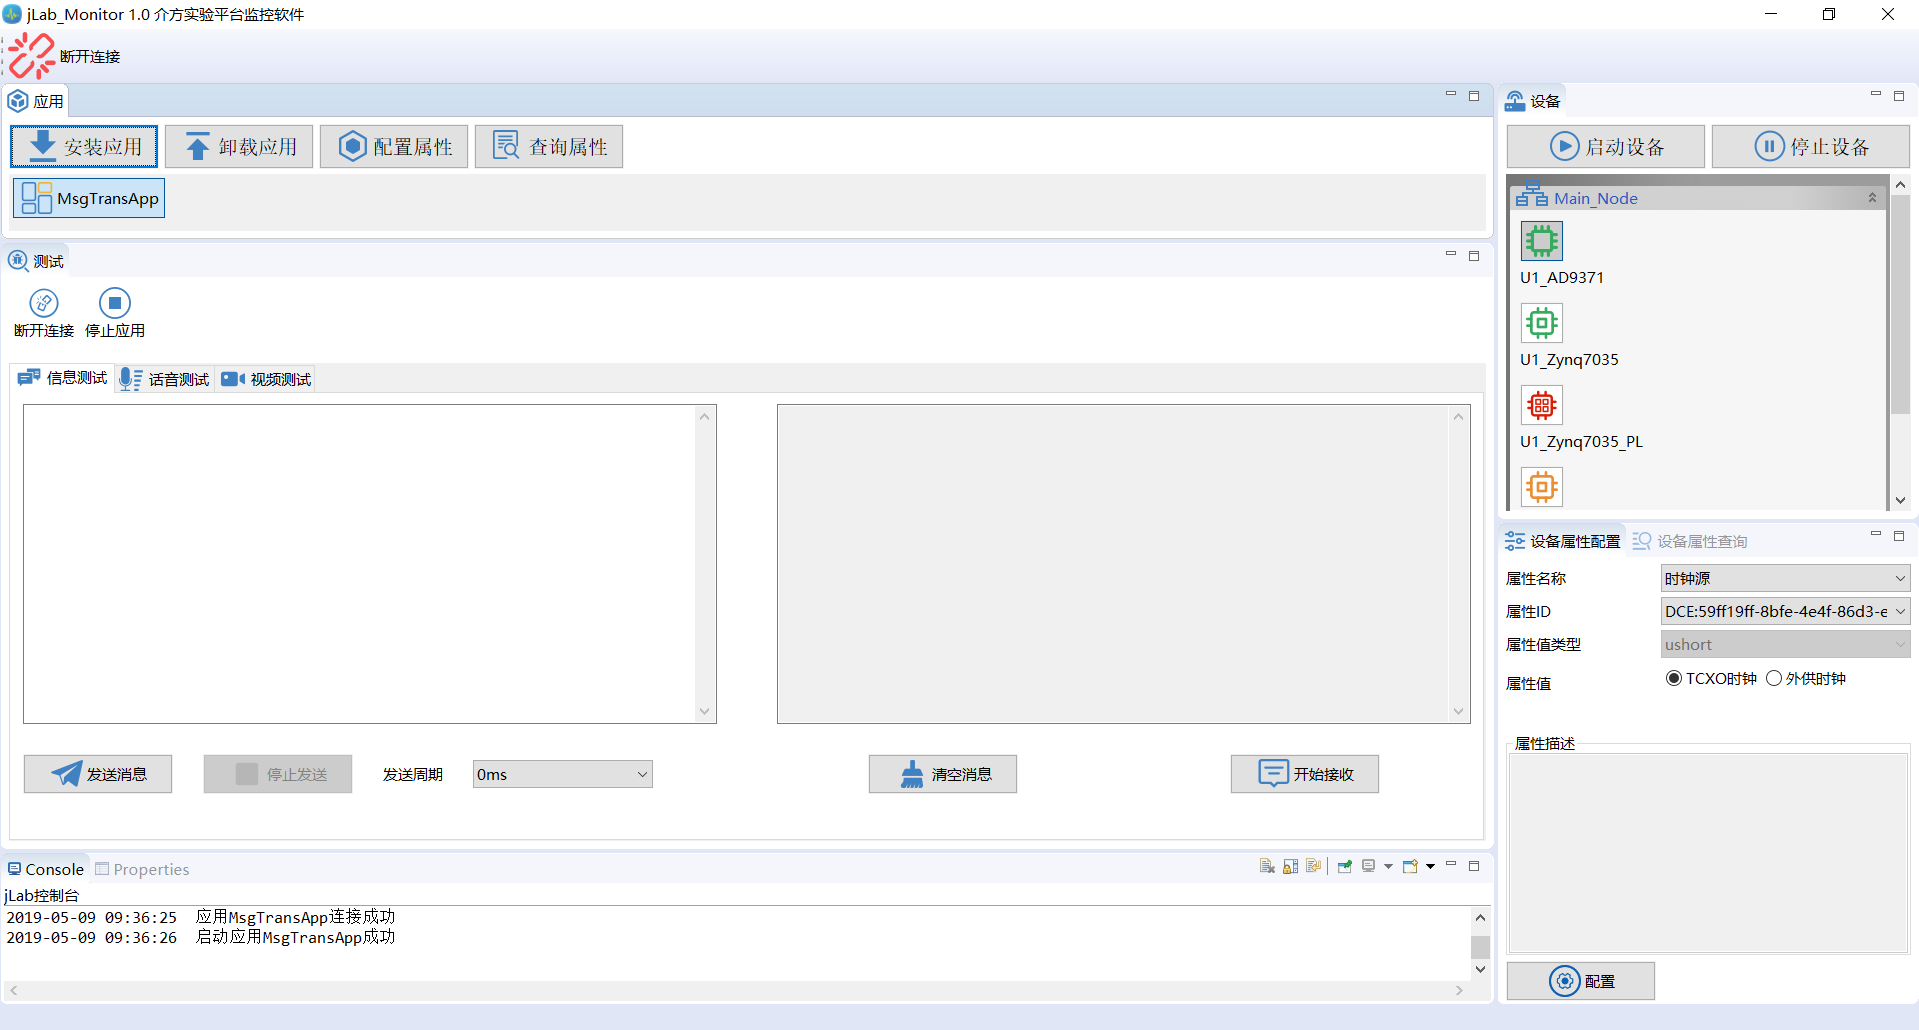 jLab_Monitor 1.0 介方实验平台监控软件
断开连接
应用
安装应用 卸载应用 配置属性 查询属性
MsgTransApp
测试
断开连接 停止应用
信息测试 话音测试 视频测试
发送消息 停止发送 发送周期 0ms 清空消息 开始接收
Console Properties
jLab控制台
2019-05-09 09:36:25 应用MsgTransApp连接成功
2019-05-09 09:36:26 启动应用MsgTransApp成功
设备
启动设备 停止设备
Main_Node
U1_AD9371
U1_Zynq7035
U1_Zynq7035_PL
设备属性配置 设备属性查询
属性名称 时钟源
属性ID DCE:59ff19ff-8bfe-4e4f-86d3-e
属性值类型 ushort
属性值 TCXO时钟 外供时钟
属性描述
配置